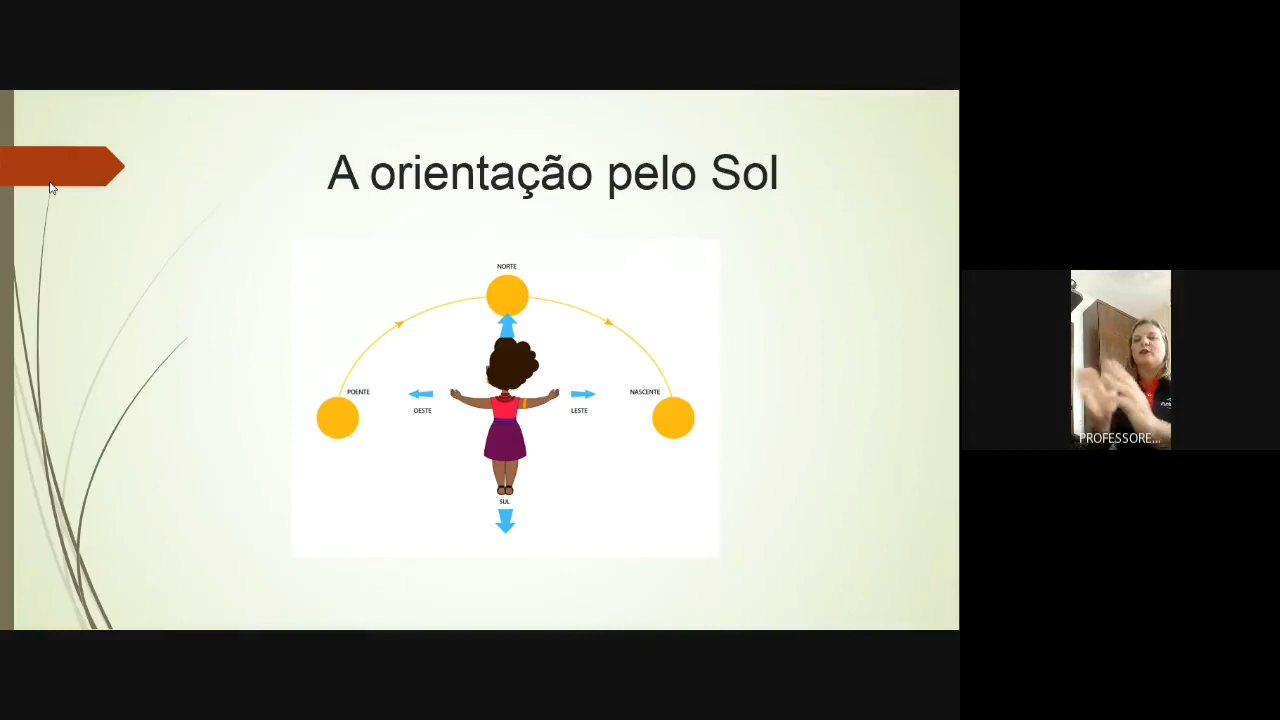 A orientação pelo Sol
NORTE
POENTE
NASCENTE
OESTE
LESTE
SUL
PROFESSORE...